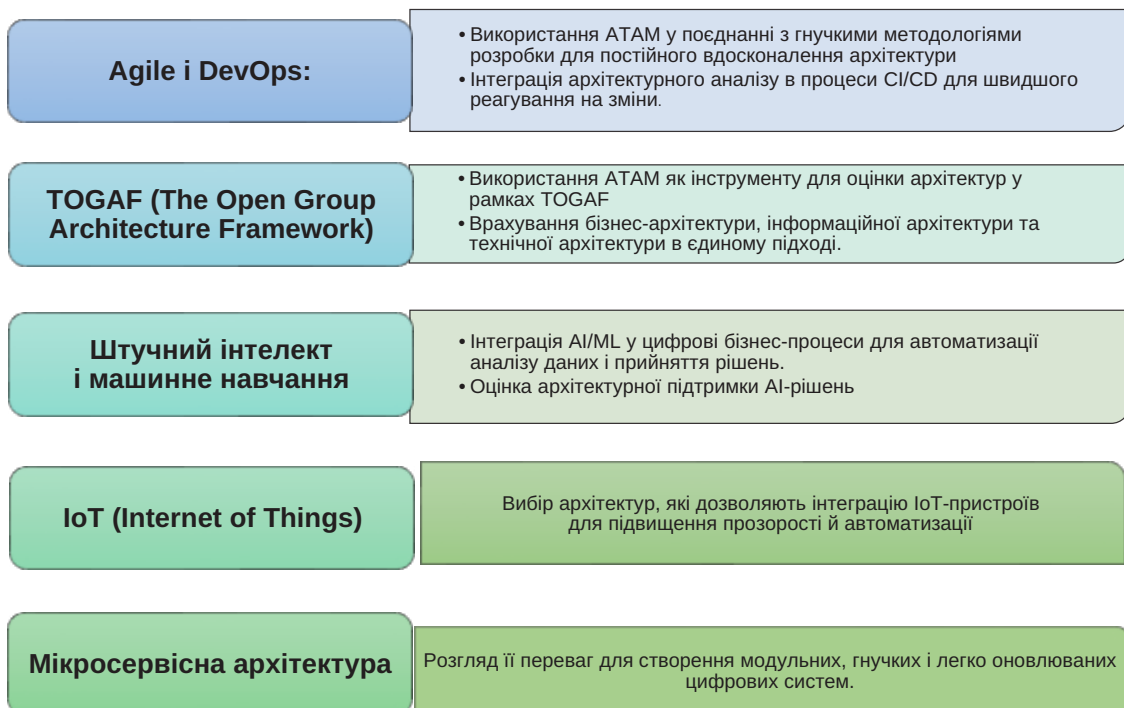 Agile і DevOps:
• Використання ATAM у поєднанні з гнучкими методологіями
розробки для постійного вдосконалення архітектури
• Інтеграція архітектурного аналізу в процеси CI/CD для швидшого
реагування на зміни.
TOGAF (The Open Group
Architecture Framework)
• Використання ATAM як інструменту для оцінки архітектур у
рамках TOGAF
• Врахування бізнес-архітектури, інформаційної архітектури та
технічної архітектури в єдиному підході.
Штучний інтелект
і машинне навчання
• Інтеграція AI/ML у цифрові бізнес-процеси для автоматизації
аналізу даних і прийняття рішень.
• Оцінка архітектурної підтримки AI-рішень
IoT (Internet of Things)
Вибір архітектур, які дозволяють інтеграцію IoT-пристроїв
для підвищення прозорості й автоматизації
Мікросервісна архітектура
Розгляд її переваг для створення модульних, гнучких і легко оновлюваних
цифрових систем.